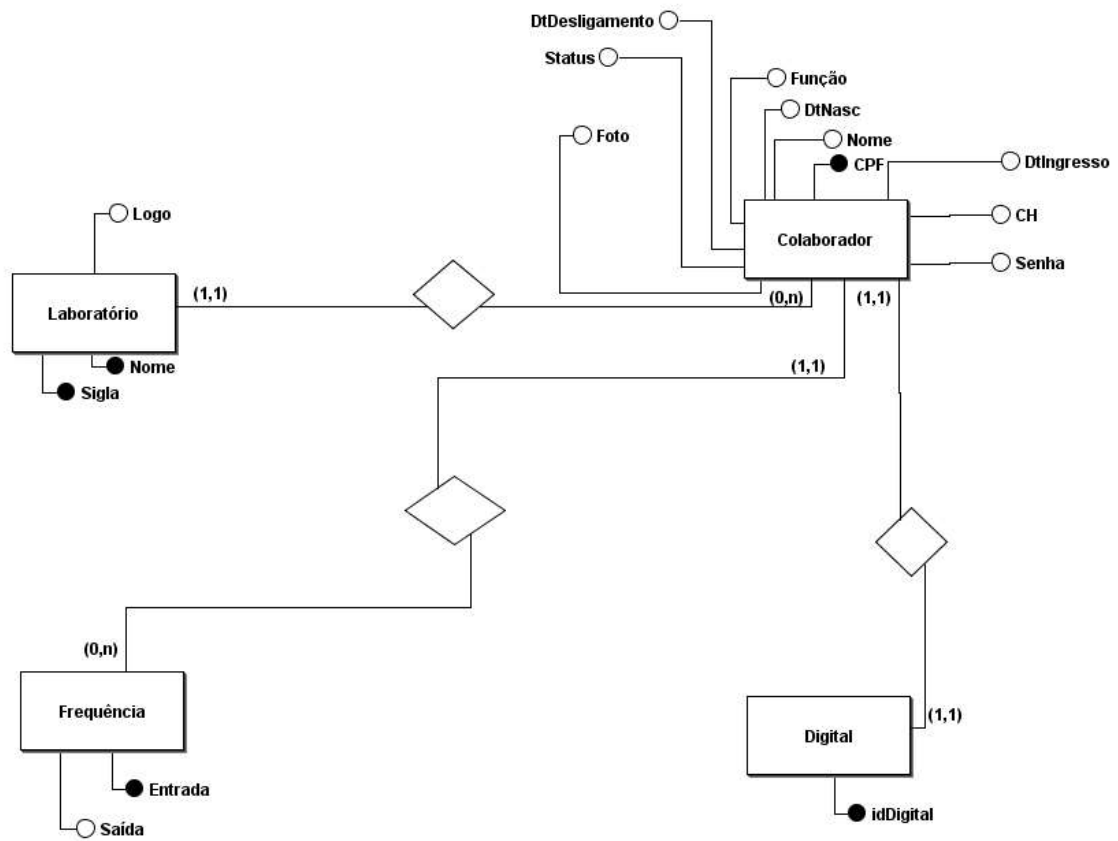 DtDesligamento
Status
Função
DtNasc
Foto
Nome
CPF
DtIngresso
Logo
CH
Colaborador
Senha
(1,1)
(0,n)
(1,1)
Laboratório
Nome
(1,1)
Sigla
(0,n)
Frequência
(1,1)
Digital
Entrada
idDigital
Saída